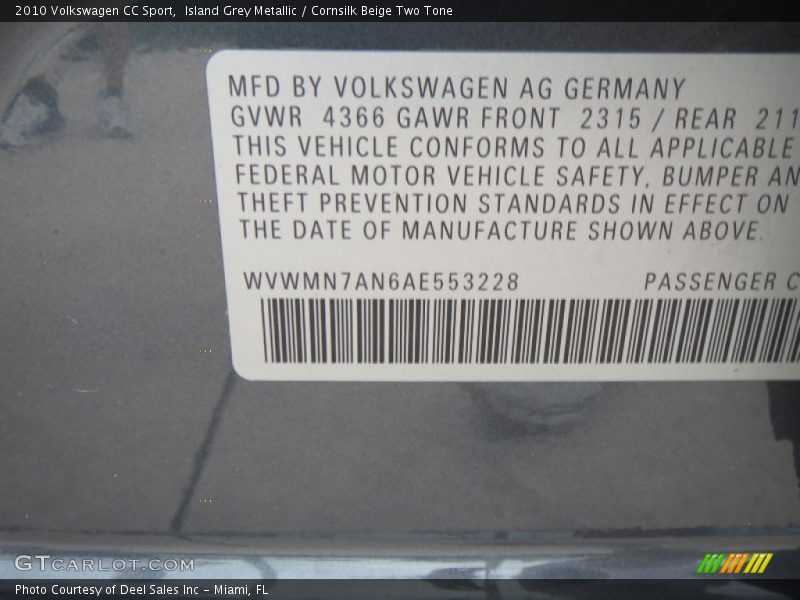 2010 Volkswagen CC Sport, Island Grey Metallic / Cornsilk Beige Two Tone
MFD BY VOLKSWAGEN AG GERMANY
GVWR 4366 GAWR FRONT 2315 / REAR 211
THIS VEHICLE CONFORMS TO ALL APPLICABLE
FEDERAL MOTOR VEHICLE SAFETY, BUMPER AN
THEFT PREVENTION STANDARDS IN EFFECT ON
THE DATE OF MANUFACTURE SHOWN ABOVE.
WVWMN7AN6AE553228 PASSENGER C
GTCARLOT.COM
Photo Courtesy of Deel Sales Inc - Miami, FL